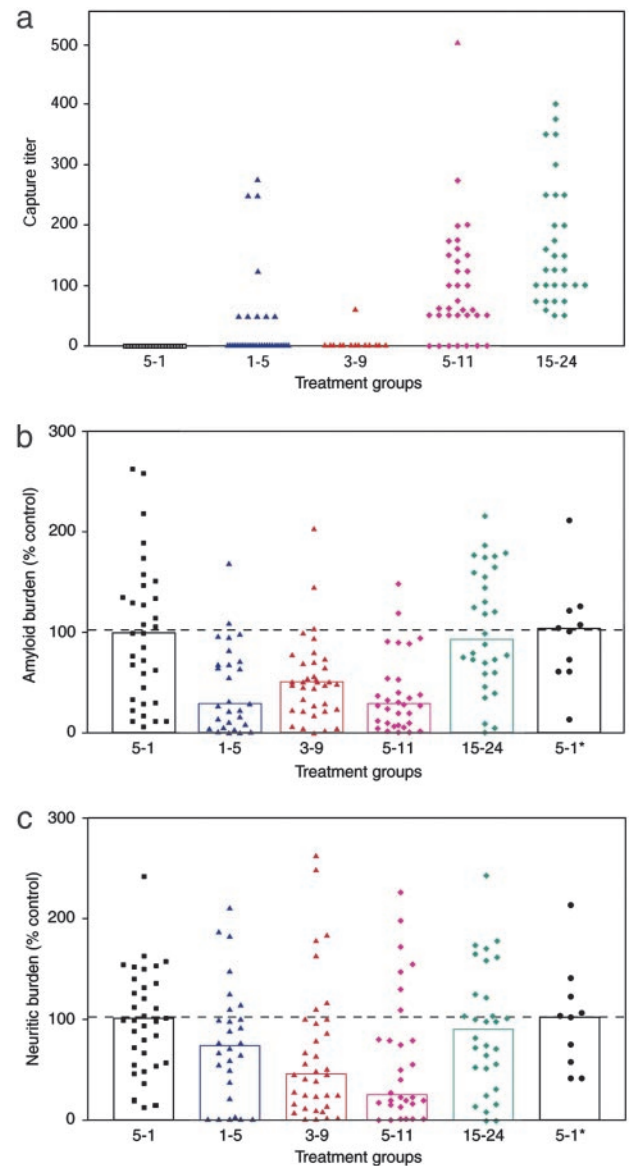 a
500
400
300
200
100
0
Capture titer
5-1 1-5 3-9 5-11 15-24
Treatment groups
b
300
200
100
0
Amyloid burden (% control)
5-1 1-5 3-9 5-11 15-24 5-1*
Treatment groups
c
300
200
100
0
Neuritic burden (% control)
5-1 1-5 3-9 5-11 15-24 5-1*
Treatment groups